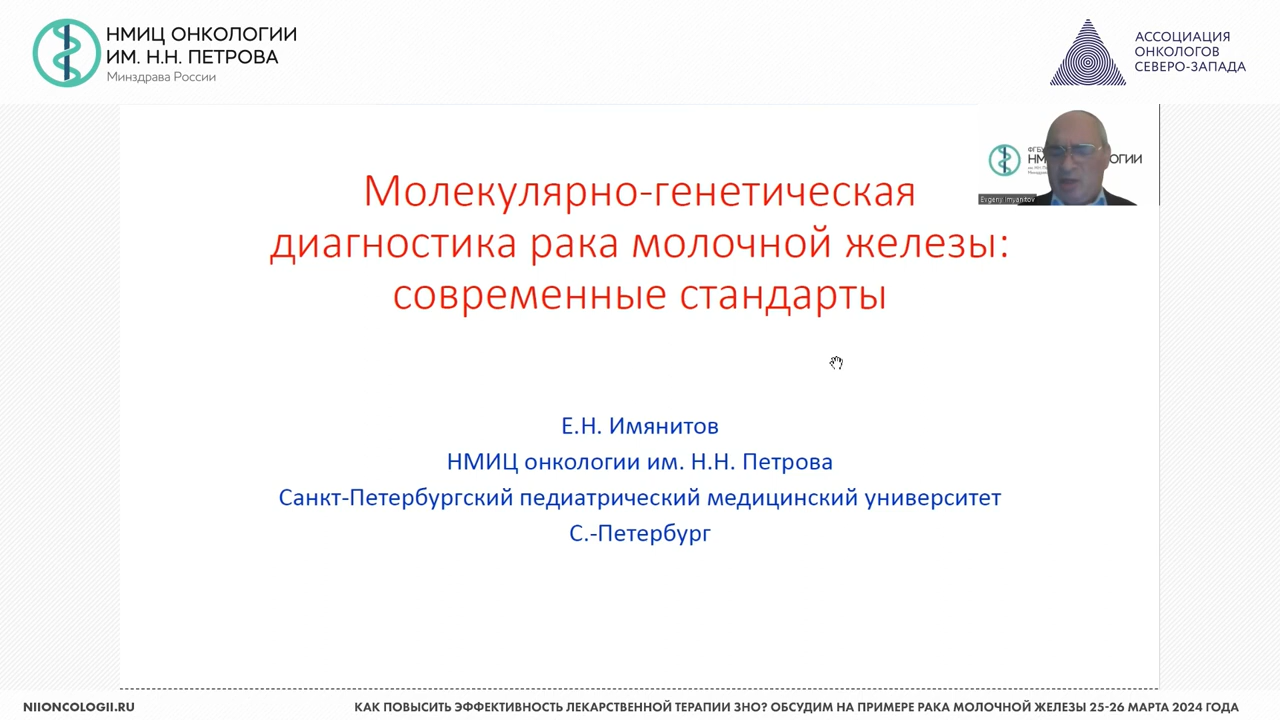 НМИЦ ОНКОЛОГИИ
ИМ. Н.Н. ПЕТРОВА
Минздрава России
АССОЦИАЦИЯ
ОНКОЛОГОВ
СЕВЕРО-ЗАПАДА
Evgeny Imyanitov
Молекулярно-генетическая
диагностика рака молочной железы:
современные стандарты
Е.Н. Имянитов
НМИЦ онкологии им. Н.Н. Петрова
Санкт-Петербургский педиатрический медицинский университет
С.-Петербург
NIIONCOLOGII.RU
КАК ПОВЫСИТЬ ЭФФЕКТИВНОСТЬ ЛЕКАРСТВЕННОЙ ТЕРАПИИ ЗНО? ОБСУДИМ НА ПРИМЕРЕ РАКА МОЛОЧНОЙ ЖЕЛЕЗЫ 25-26 МАРТА 2024 ГОДА